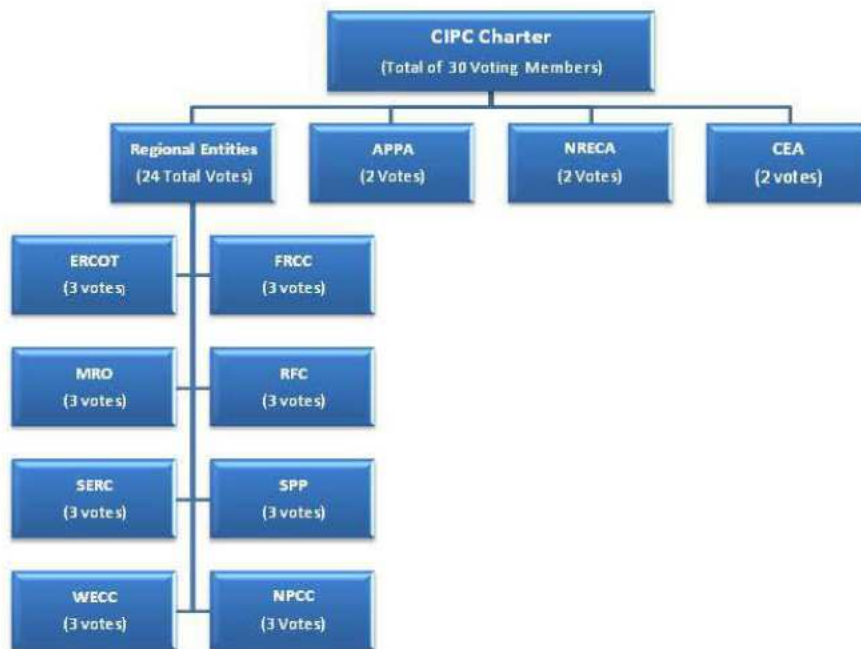 CIPC Charter
(Total of 30 Voting Members)
Regional Entities
(24 Total Votes)
APPA
(2 Votes)
NRECA
(2 Votes)
CEA
(2 votes)
ERCOT
(3 votes)
FRCC
(3 votes)
MRO
(3 votes)
RFC
(3 votes)
SERC
(3 votes)
SPP
(3 votes)
WECC
(3 votes)
NPCC
(3 Votes)